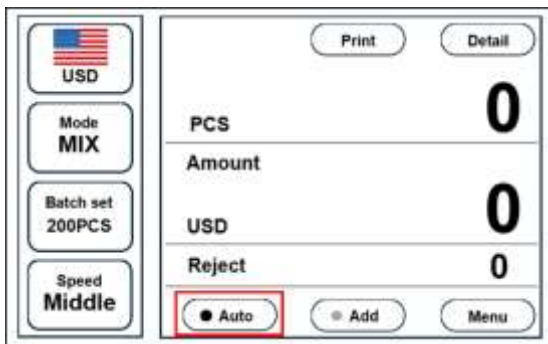 USD
Mode
MIX
Batch set
200PCS
Speed
Middle
Print
Detail
PCS
0
Amount
USD
0
Reject
0
Auto
Add
Menu